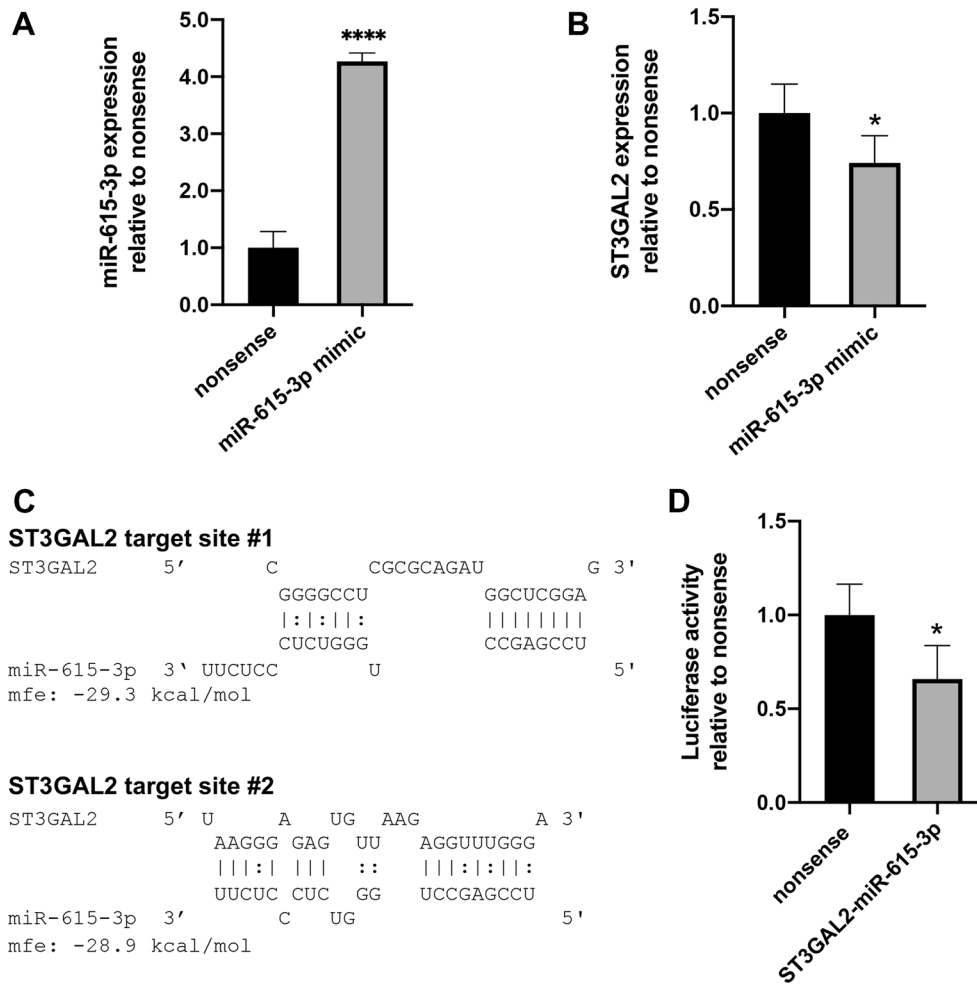 A
miR-615-3p expression
relative to nonsense
5.0
4.0
3.0
2.0
1.0
0.0
****
nonsense
miR-615-3p mimic
B
ST3GAL2 expression
relative to nonsense
1.5
1.0
0.5
0.0
*
nonsense
miR-615-3p mimic
C
ST3GAL2 target site #1
ST3GAL2 5′ C CGCGCAGAU G 3'
GGGGCCU GGCUCGGA
|:|:||: ||||||||
CUCUGGG CCGAGCCU
miR-615-3p 3‘ UUCUCC U 5'
mfe: -29.3 kcal/mol
ST3GAL2 target site #2
ST3GAL2 5′ U A UG AAG A 3'
AAGGG GAG UU AGGUUUGGG
|||:| ||| :: |||:|:||:
UUCUC CUC GG UCCGAGCCU
miR-615-3p 3′ C UG 5'
mfe: -28.9 kcal/mol
D
Luciferase activity
relative to nonsense
1.5
1.0
0.5
0.0
*
nonsense
ST3GAL2-miR-615-3p